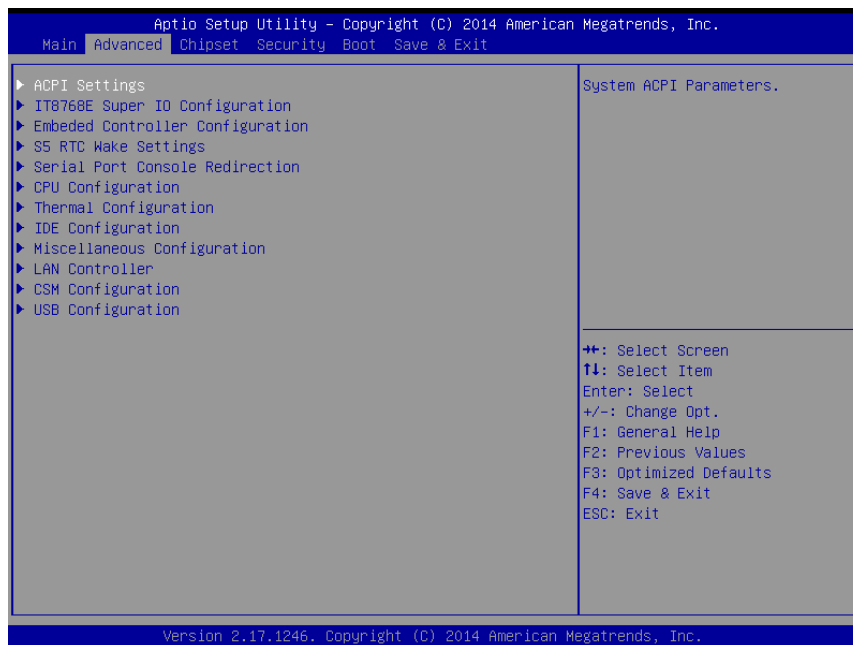 Aptio Setup Utility – Copyright (C) 2014 American Megatrends, Inc.
Main Advanced Chipset Security Boot Save & Exit
ACPI Settings
IT8768E Super IO Configuration
Embeded Controller Configuration
S5 RTC Wake Settings
Serial Port Console Redirection
CPU Configuration
Thermal Configuration
IDE Configuration
Miscellaneous Configuration
LAN Controller
CSM Configuration
USB Configuration
System ACPI Parameters.
→←: Select Screen
↑↓: Select Item
Enter: Select
+/-: Change Opt.
F1: General Help
F2: Previous Values
F3: Optimized Defaults
F4: Save & Exit
ESC: Exit
Version 2.17.1246. Copyright (C) 2014 American Megatrends, Inc.